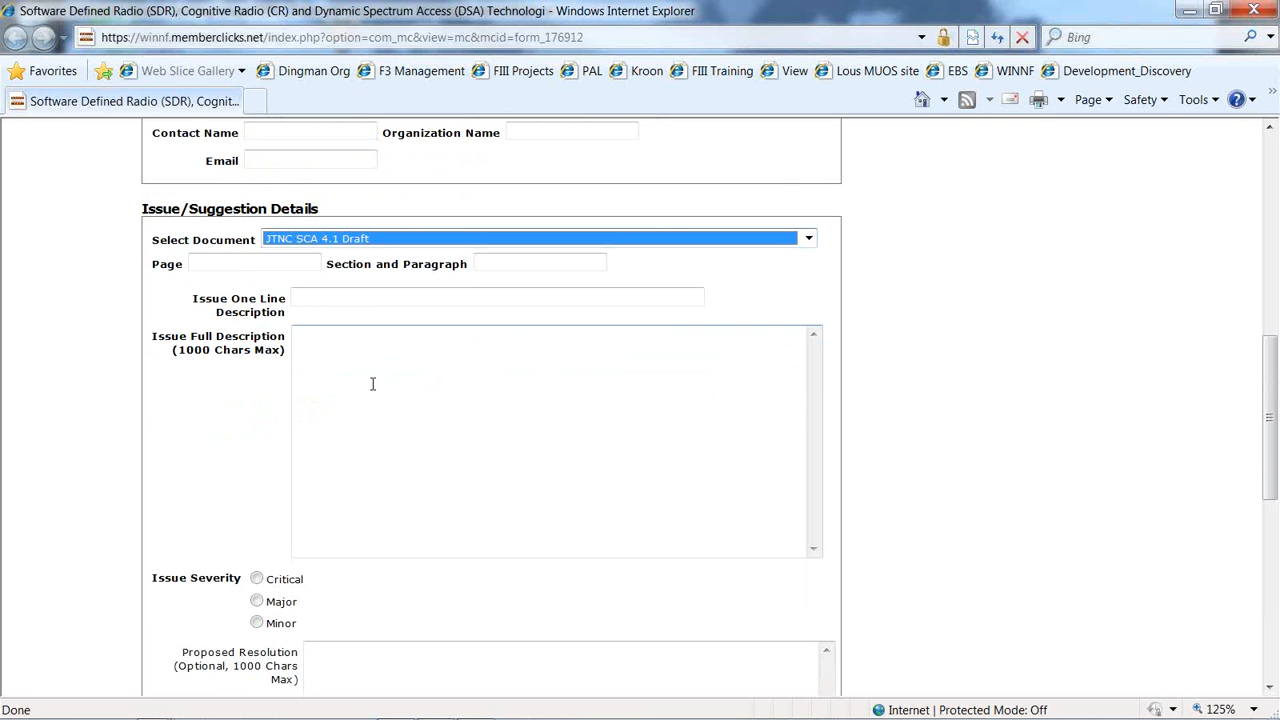 Software Defined Radio (SDR), Cognitive Radio (CR) and Dynamic Spectrum Access (DSA) Technologi - Windows Internet Explorer
https://winnf.memberclicks.net/index.php?option=com_mc&view=mc&mcid=form_176912
Bing
Favorites Web Slice Gallery Dingman Org F3 Management FIII Projects PAL Kroon FIII Training View Lous MUOS site EBS WINNF Development_Discovery
Software Defined Radio (SDR), Cognit... Page Safety Tools
Contact Name Organization Name
Email
Issue/Suggestion Details
Select Document JTNC SCA 4.1 Draft
Page Section and Paragraph
Issue One Line
Description
Issue Full Description
(1000 Chars Max)
Issue Severity Critical
Major
Minor
Proposed Resolution
(Optional, 1000 Chars
Max)
Done Internet | Protected Mode: Off 125%